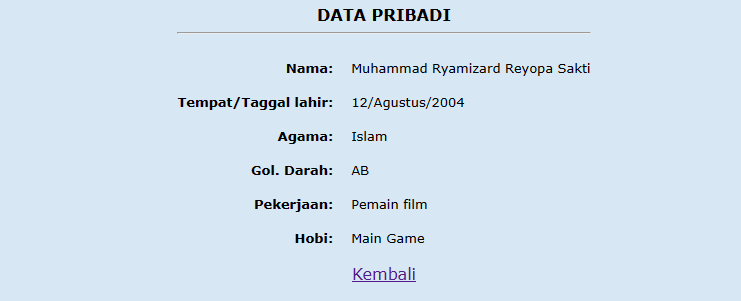 DATA PRIBADI
Nama: Muhammad Ryamizard Reyopa Sakti
Tempat/Taggal lahir: 12/Agustus/2004
Agama: Islam
Gol. Darah: AB
Pekerjaan: Pemain film
Hobi: Main Game
Kembali